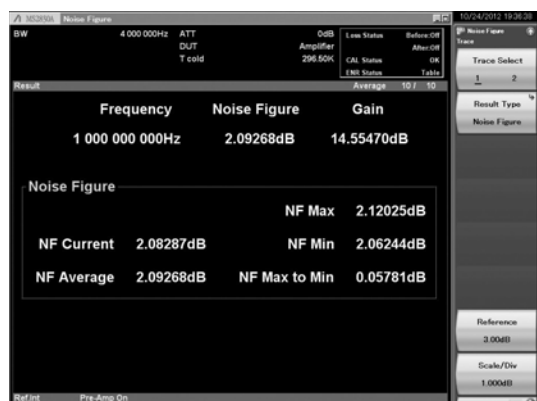 MS2850A Noise Figure 10/24/2012 19:36:38
BW 4 000 000Hz ATT 0dB Loss Status Before:Off
DUT Amplifier After:Off
T cold 296.50K CAL Status OK
ENR Status Table
Result Average 10 / 10
Frequency Noise Figure Gain
1 000 000 000Hz 2.09268dB 14.55470dB
Noise Figure
NF Max 2.12025dB
NF Current 2.08287dB NF Min 2.06244dB
NF Average 2.09268dB NF Max to Min 0.05781dB
Ref.Int Pre-Amp On
Noise Figure
Trace
Trace Select
1 2
Result Type
Noise Figure
Reference
3.00dB
Scale/Div
1.000dB